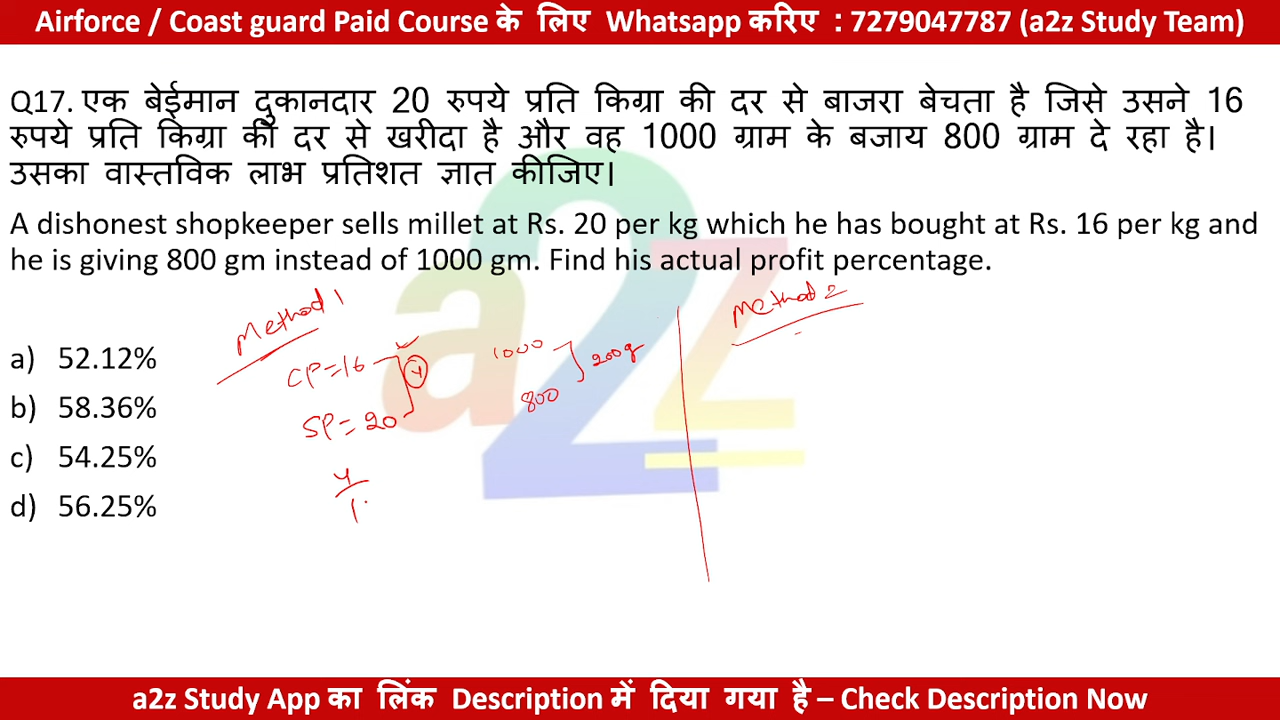 Airforce / Coast guard Paid Course के लिए Whatsapp करिए : 7279047787 (a2z Study Team)
Q17. एक बेईमान दुकानदार 20 रुपये प्रति किग्रा की दर से बाजरा बेचता है जिसे उसने 16
रुपये प्रति किग्रा की दर से खरीदा है और वह 1000 ग्राम के बजाय 800 ग्राम दे रहा है।
उसका वास्तविक लाभ प्रतिशत ज्ञात कीजिए।
A dishonest shopkeeper sells millet at Rs. 20 per kg which he has bought at Rs. 16 per kg and
he is giving 800 gm instead of 1000 gm. Find his actual profit percentage.
Method 1
Method 2
a) 52.12%
b) 58.36%
c) 54.25%
d) 56.25%
CP=16
4
SP=20
1000
200g
800
4
1
a2z
a2z Study App का लिंक Description में दिया गया है – Check Description Now